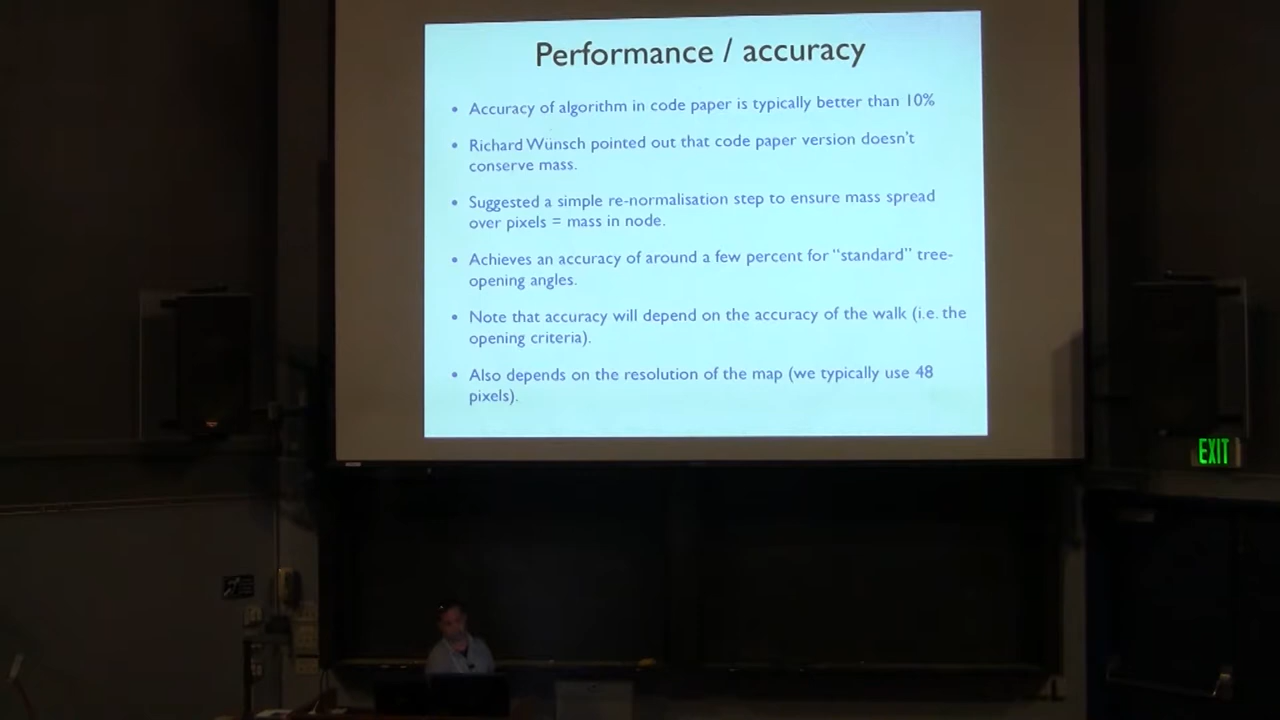 Performance / accuracy
• Accuracy of algorithm in code paper is typically better than 10%
• Richard Wünsch pointed out that code paper version doesn't
conserve mass.
• Suggested a simple re-normalisation step to ensure mass spread
over pixels = mass in node.
• Achieves an accuracy of around a few percent for "standard" tree-
opening angles.
• Note that accuracy will depend on the accuracy of the walk (i.e. the
opening criteria).
• Also depends on the resolution of the map (we typically use 48
pixels).
EXIT